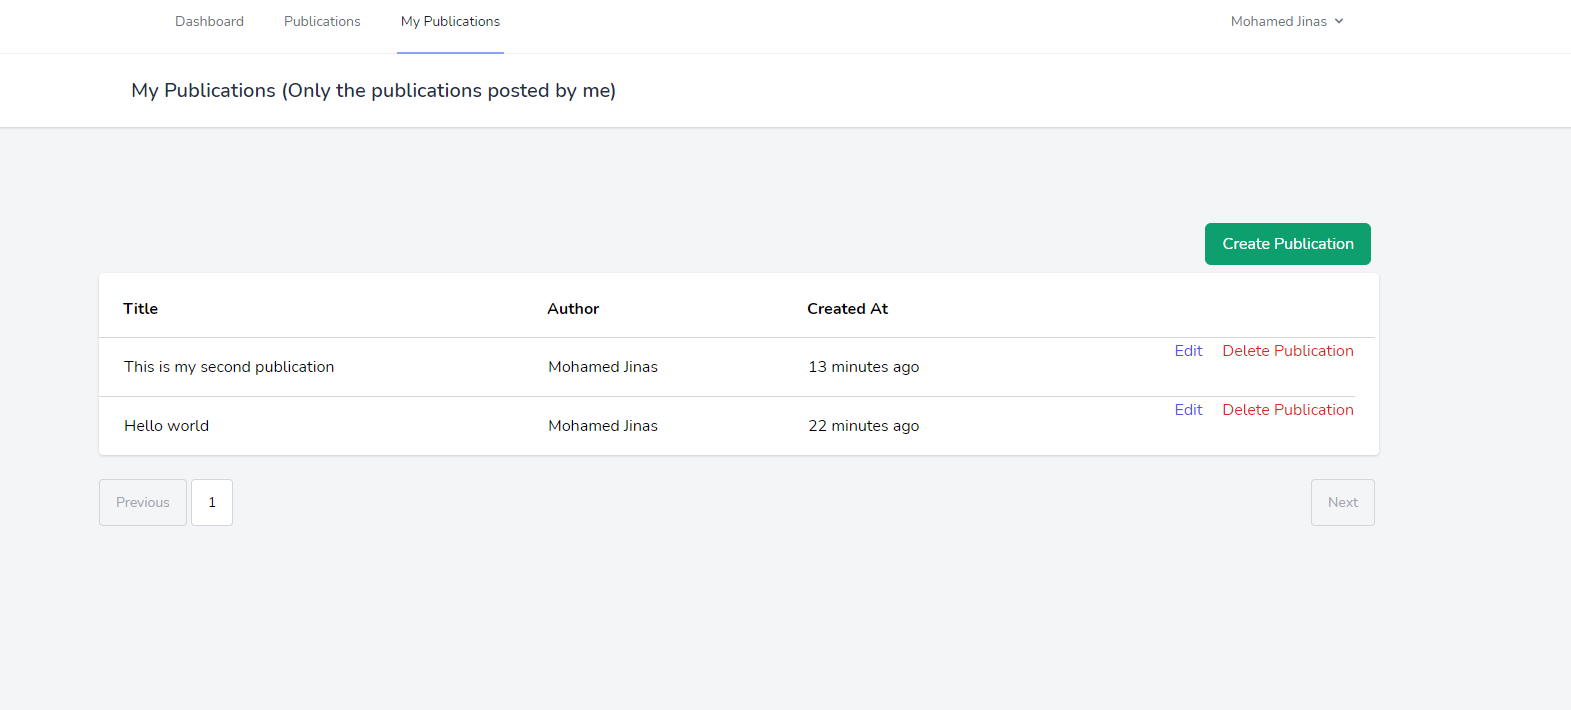 Dashboard Publications My Publications Mohamed Jinas
My Publications (Only the publications posted by me)
Create Publication
Title Author Created At
This is my second publication Mohamed Jinas 13 minutes ago Edit Delete Publication
Hello world Mohamed Jinas 22 minutes ago Edit Delete Publication
Previous 1 Next